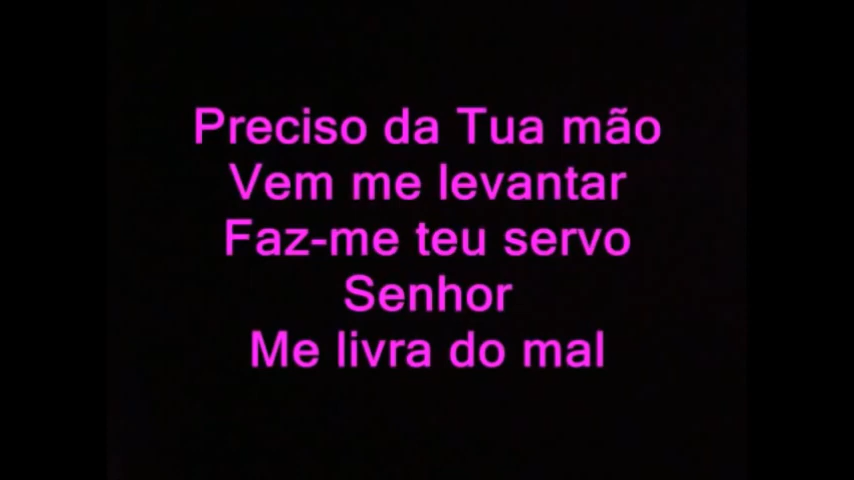 Preciso da Tua mão
Vem me levantar
Faz-me teu servo
Senhor
Me livra do mal